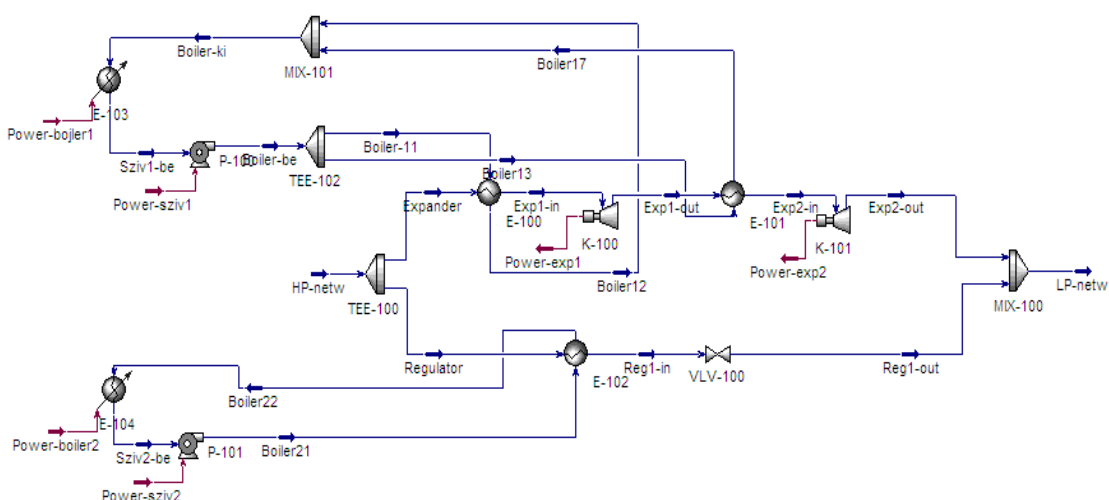 Boiler-ki
MIX-101
Boiler17
E-103
Power-bojler1
Sziv1-be
P-100
Boiler-be
TEE-102
Boiler-11
Boiler13
Power-sziv1
Expander
Exp1-in
E-100
Exp1-out
E-101
Exp2-in
Exp2-out
K-100
K-101
Power-exp1
Power-exp2
HP-netw
TEE-100
Boiler12
MIX-100
LP-netw
Regulator
E-102
Reg1-in
VLV-100
Reg1-out
Boiler22
E-104
Power-boiler2
Sziv2-be
P-101
Boiler21
Power-sziv2